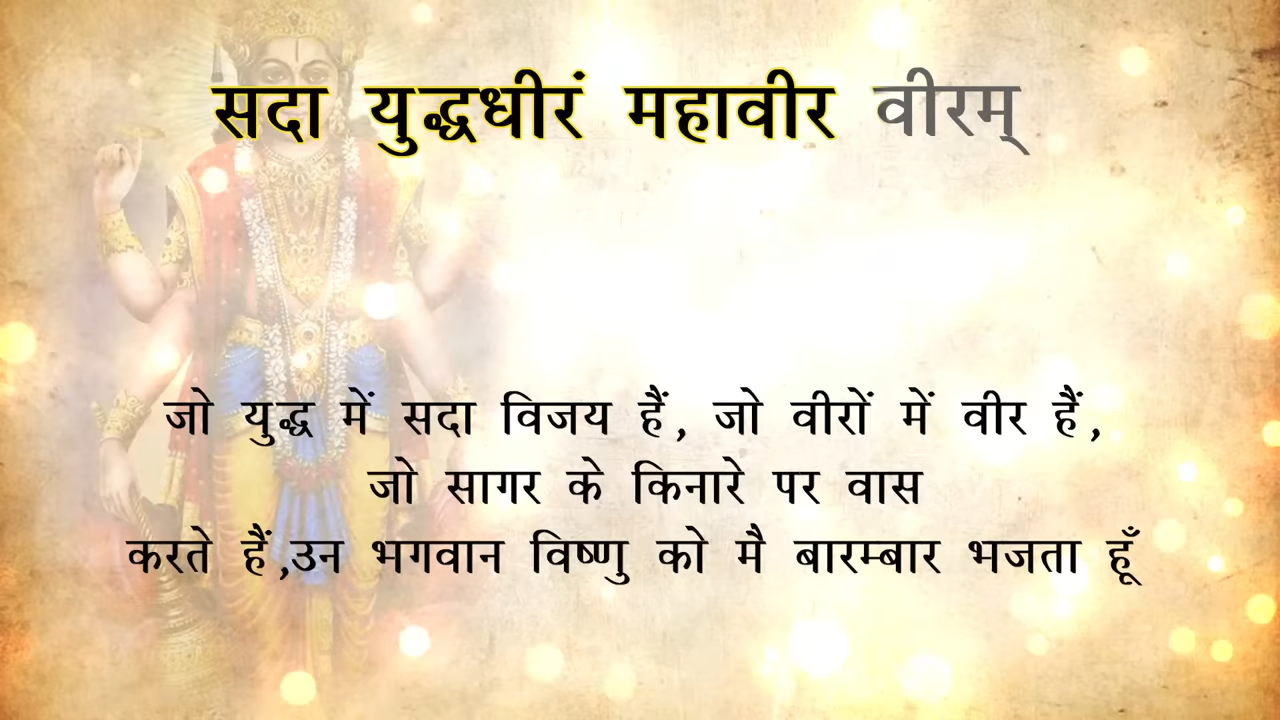 सदा युद्धधीरं महावीर वीरम्
जो युद्ध में सदा विजय हैं, जो वीरों में वीर हैं,
जो सागर के किनारे पर वास
करते हैं,उन भगवान विष्णु को मै बारम्बार भजता हूँ